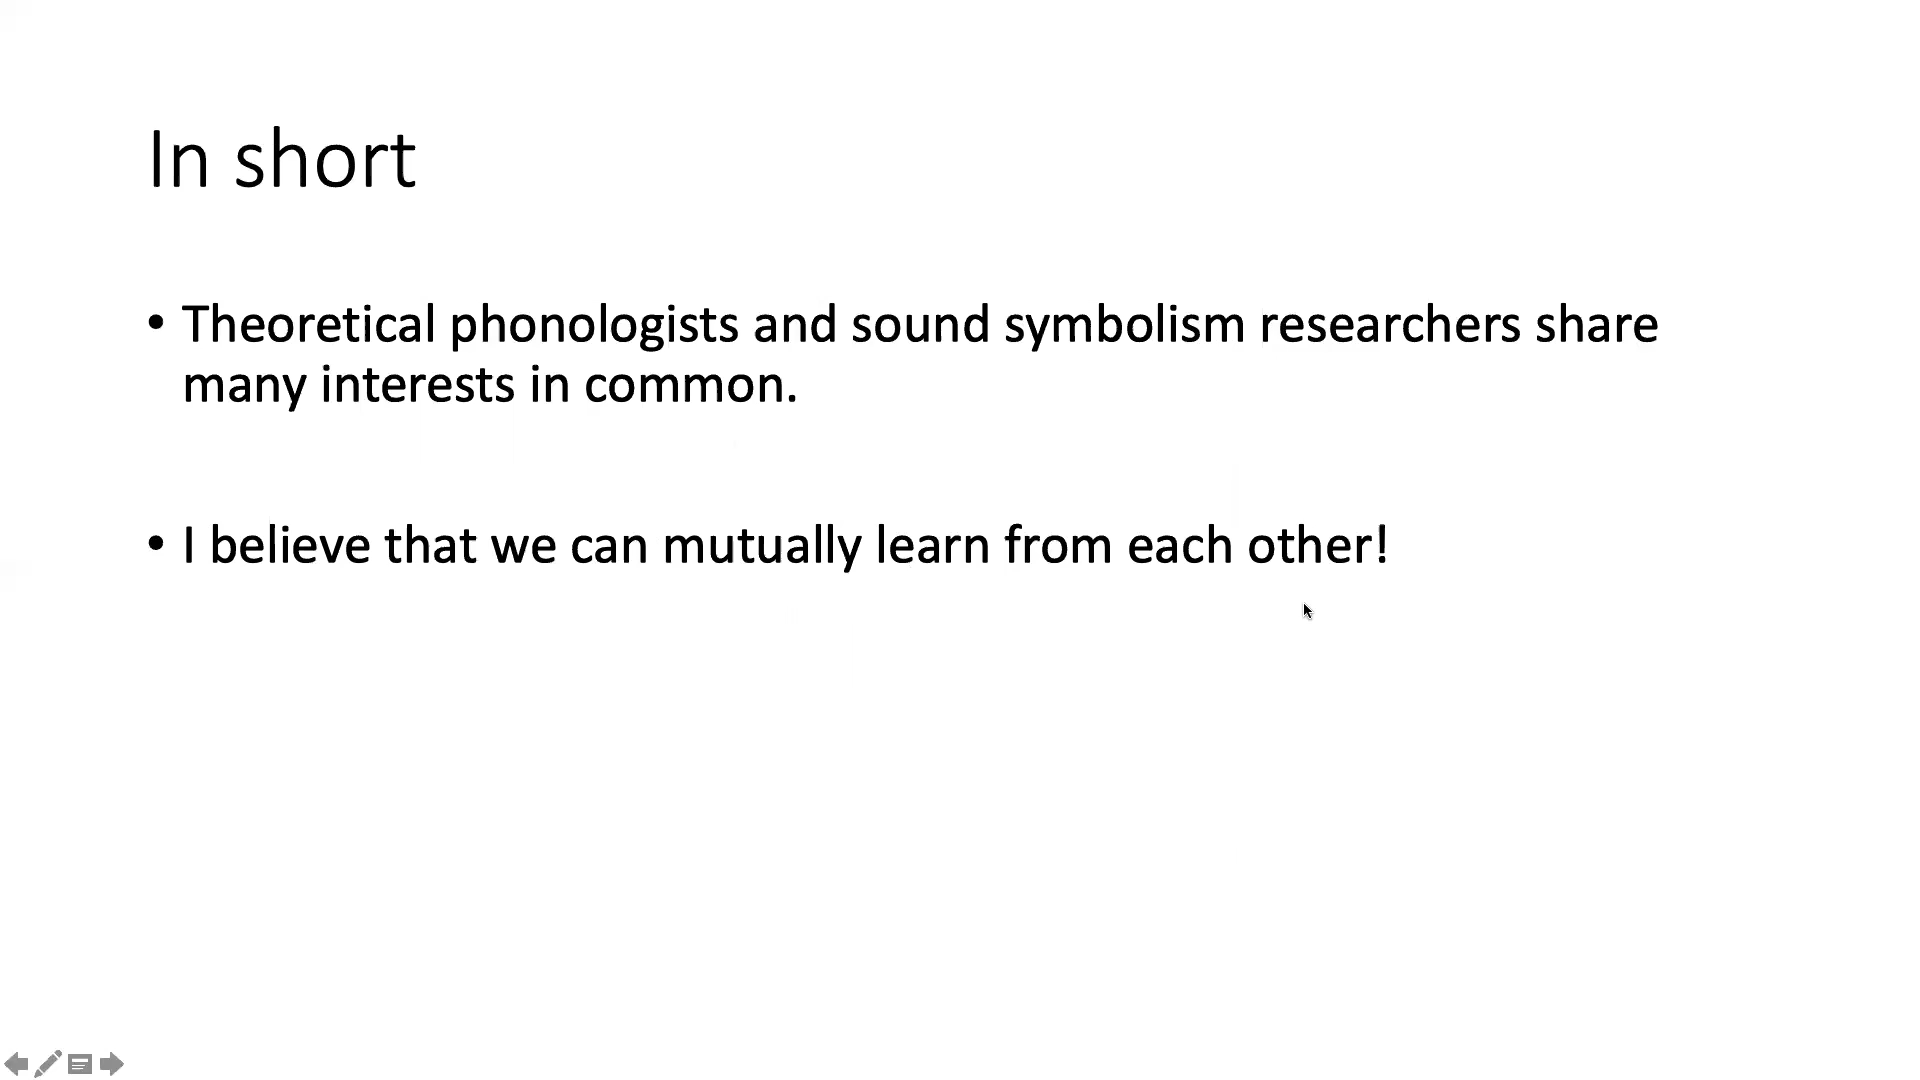 In short
• Theoretical phonologists and sound symbolism researchers share
many interests in common.
• I believe that we can mutually learn from each other!